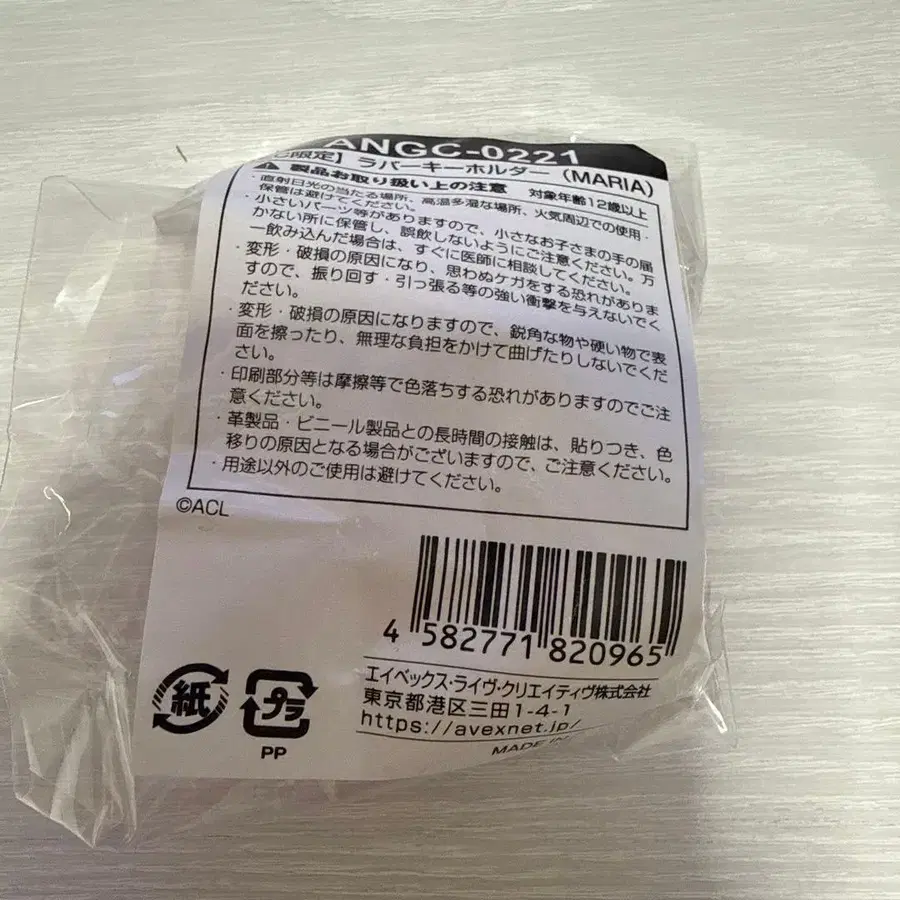 ANGC-0221
限定】ラバーキーホルダー（MARIA）
製品お取り扱い上の注意 対象年齢12歳以上
・直射日光の当たる場所、高温多湿な場所、火気周辺での使用・
保管は避けてください。
・小さいパーツ等がありますので、小さなお子さまの手の届
かない所に保管し、誤飲しないようにご注意ください。万
一飲み込んだ場合は、すぐに医師に相談してください。
・変形・破損の原因になり、思わぬケガをする恐れがありま
すので、振り回す・引っ張る等の強い衝撃を与えないでく
ださい。
・変形・破損の原因になりますので、鋭角な物や硬い物で表
面を擦ったり、無理な負担をかけて曲げたりしないでくだ
さい。
・印刷部分等は摩擦等で色落ちする恐れがありますのでご注
意ください。
・革製品・ビニール製品との長時間の接触は、貼りつき、色
移りの原因となる場合がございますので、ご注意ください。
・用途以外のご使用は避けてください。
©ACL
4 582771 820965
紙
プラ
PP
エイベックス・ライヴ・クリエイティヴ株式会社
東京都港区三田1-4-1
https://avexnet.jp/
MADE IN